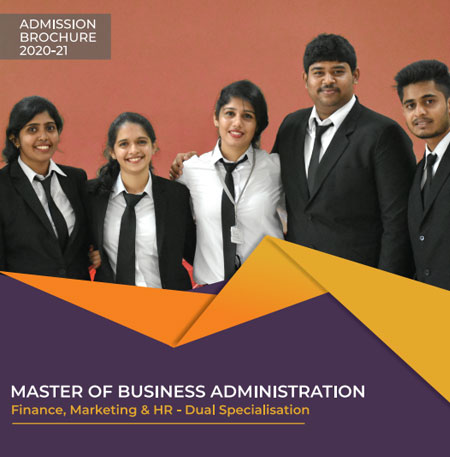 ADMISSION
BROCHURE
2020-21
MASTER OF BUSINESS ADMINISTRATION
Finance, Marketing & HR - Dual Specialisation